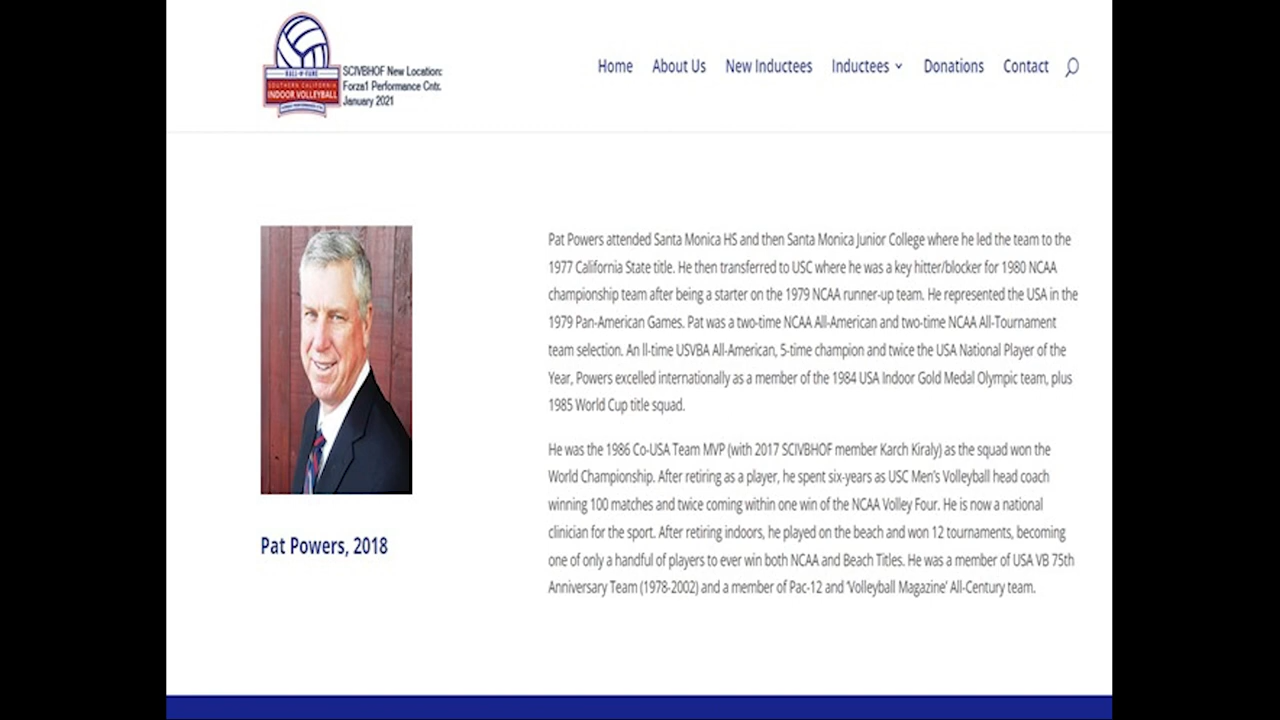 HALL OF FAME
SOUTHERN CALIFORNIA
INDOOR VOLLEYBALL
SCIVBHOF New Location:
Forza1 Performance Cntr.
January 2021
Home About Us New Inductees Inductees Donations Contact
Pat Powers attended Santa Monica HS and then Santa Monica Junior College where he led the team to the
1977 California State title. He then transferred to USC where he was a key hitter/blocker for 1980 NCAA
championship team after being a starter on the 1979 NCAA runner-up team. He represented the USA in the
1979 Pan-American Games. Pat was a two-time NCAA All-American and two-time NCAA All-Tournament
team selection. An ll-time USVBA All-American, 5-time champion and twice the USA National Player of the
Year, Powers excelled internationally as a member of the 1984 USA Indoor Gold Medal Olympic team, plus
1985 World Cup title squad.
He was the 1986 Co-USA Team MVP (with 2017 SCIVBHOF member Karch Kiraly) as the squad won the
World Championship. After retiring as a player, he spent six-years as USC Men's Volleyball head coach
winning 100 matches and twice coming within one win of the NCAA Volley Four. He is now a national
clinician for the sport. After retiring indoors, he played on the beach and won 12 tournaments, becoming
one of only a handful of players to ever win both NCAA and Beach Titles. He was a member of USA VB 75th
Anniversary Team (1978-2002) and a member of Pac-12 and 'Volleyball Magazine' All-Century team.
Pat Powers, 2018